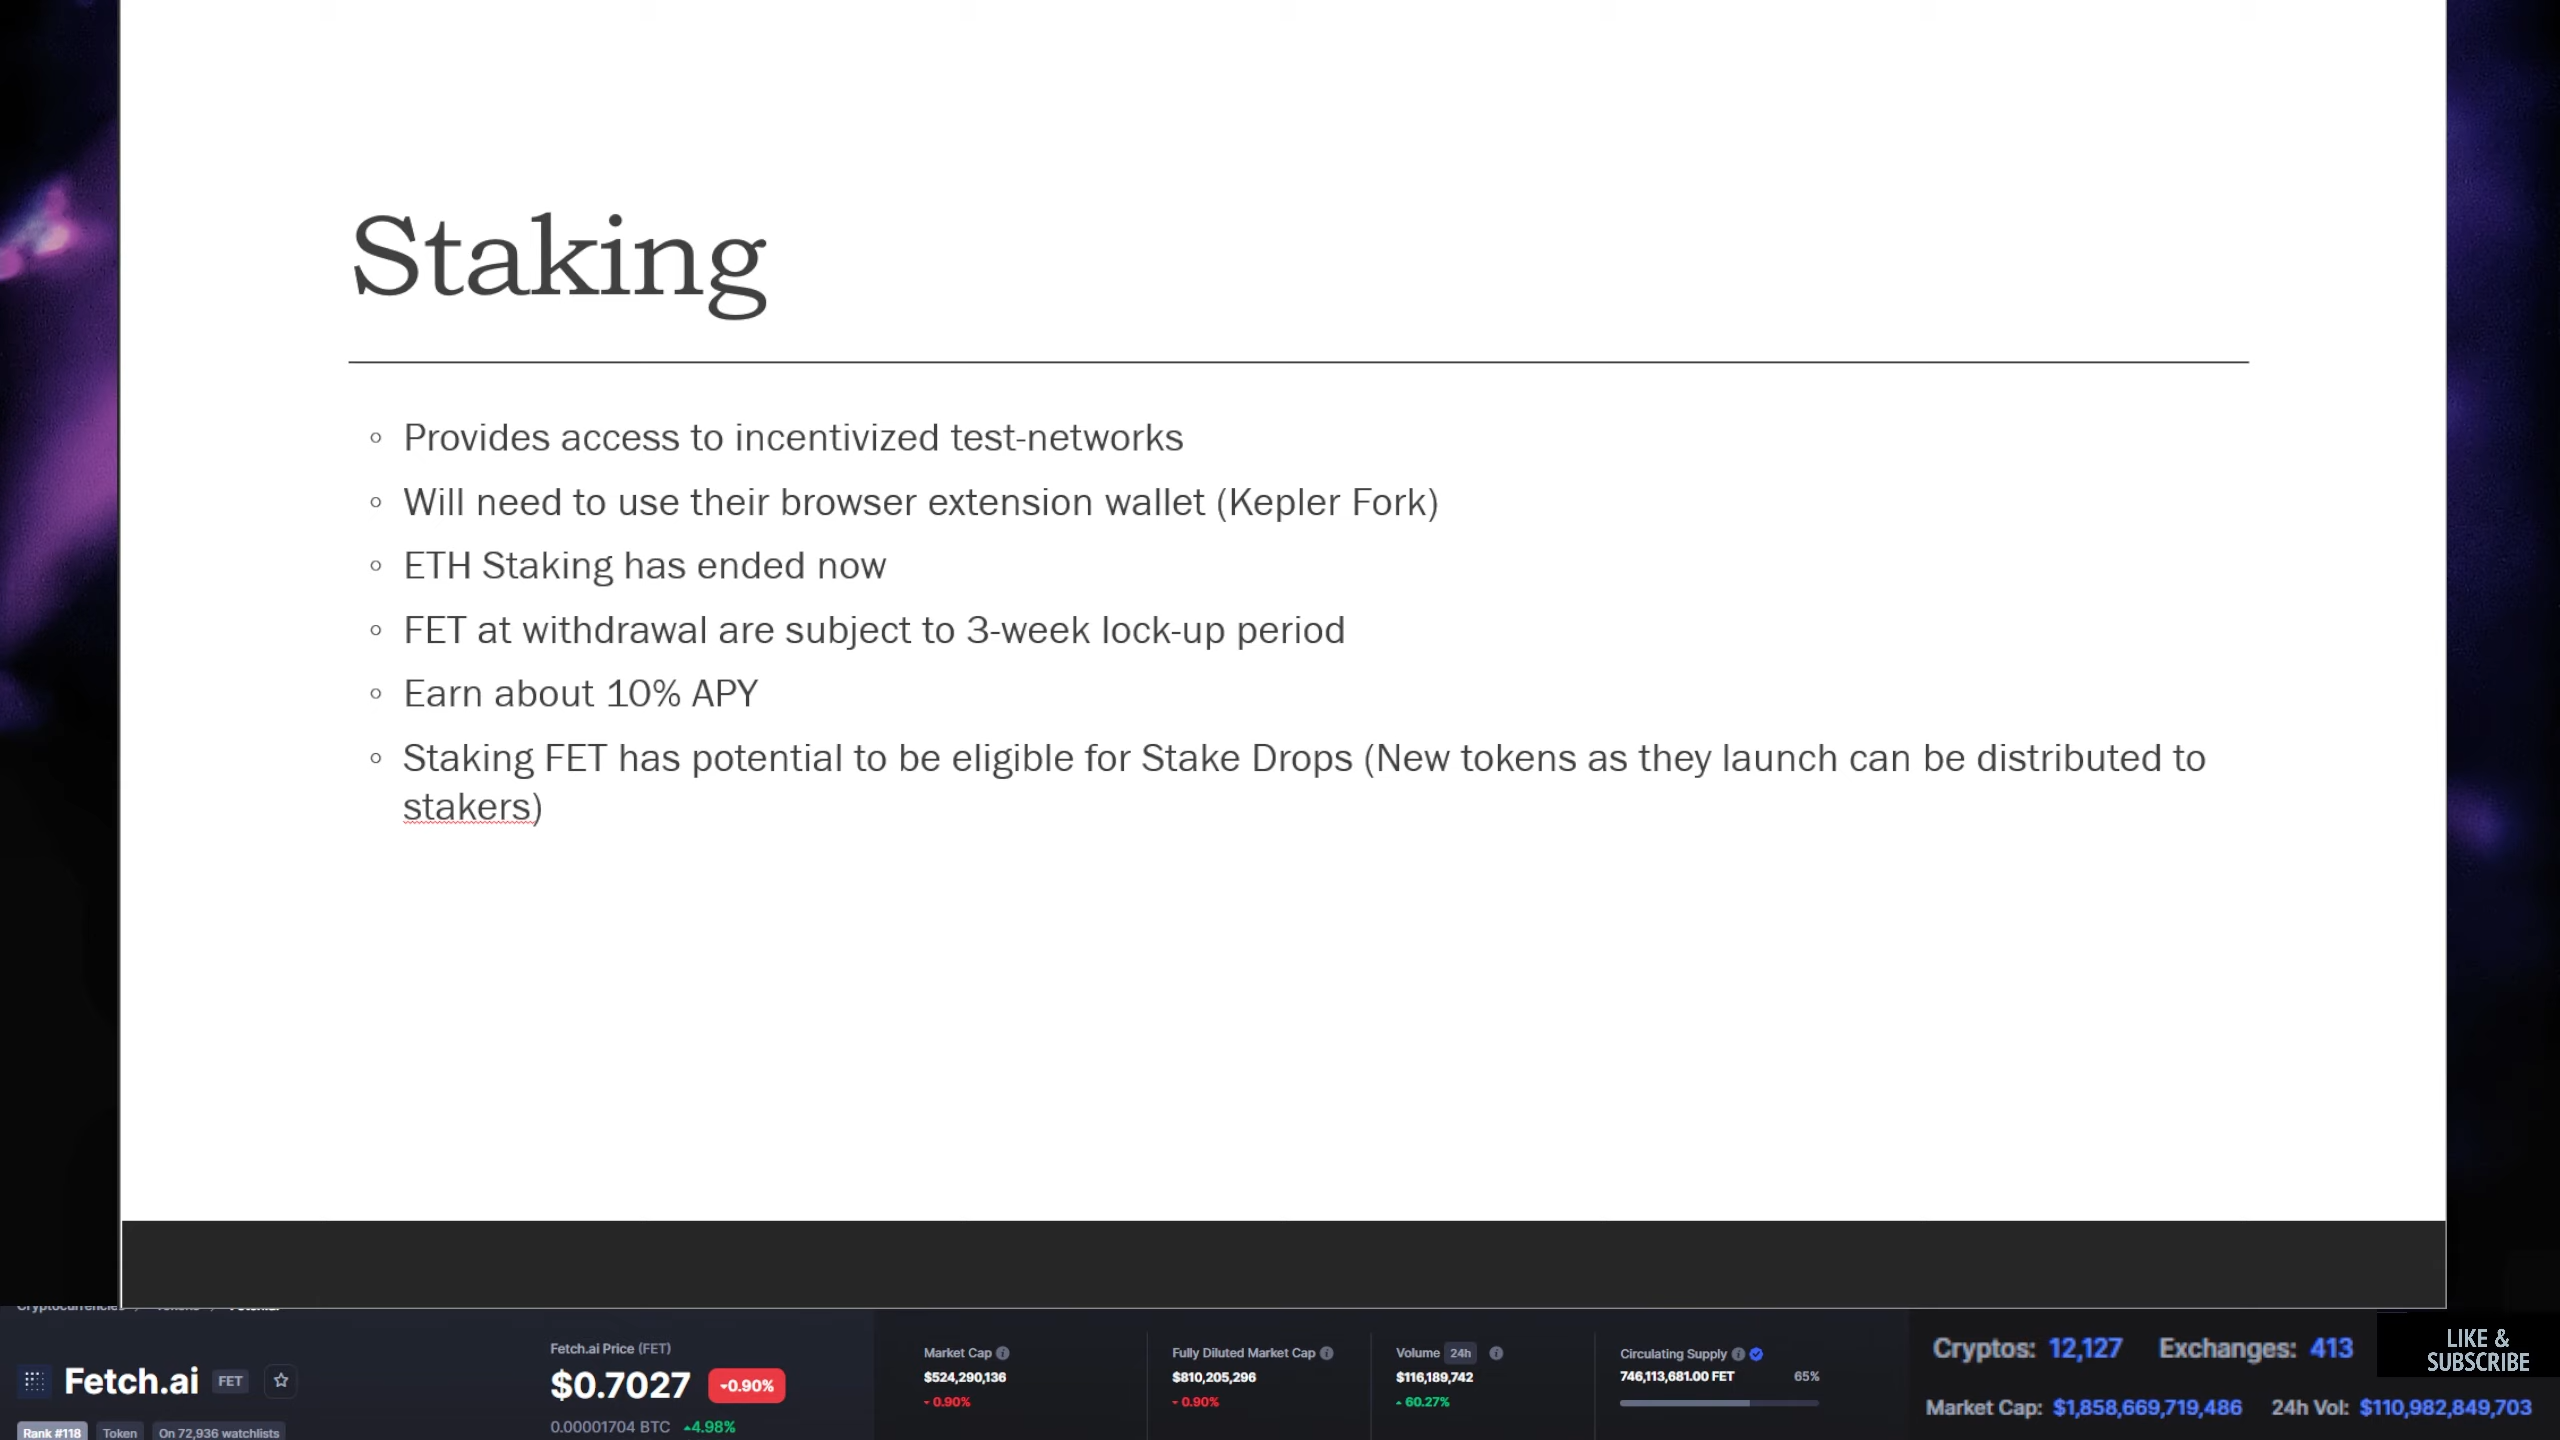 Staking
◦ Provides access to incentivized test-networks
◦ Will need to use their browser extension wallet (Kepler Fork)
◦ ETH Staking has ended now
◦ FET at withdrawal are subject to 3-week lock-up period
◦ Earn about 10% APY
◦ Staking FET has potential to be eligible for Stake Drops (New tokens as they launch can be distributed to
stakers)
Fetch.ai FET
Rank #118 Token On 72,936 watchlists
Fetch.ai Price (FET)
$0.7027 -0.90%
0.00001704 BTC 4.98%
Market Cap
$524,290,136
0.90%
Fully Diluted Market Cap
$810,205,296
0.90%
Volume 24h
$116,189,742
60.27%
Circulating Supply
746,113,681.00 FET 65%
Cryptos: 12,127 Exchanges: 413
Market Cap: $1,858,669,719,486 24h Vol: $110,982,849,703
LIKE &
SUBSCRIBE